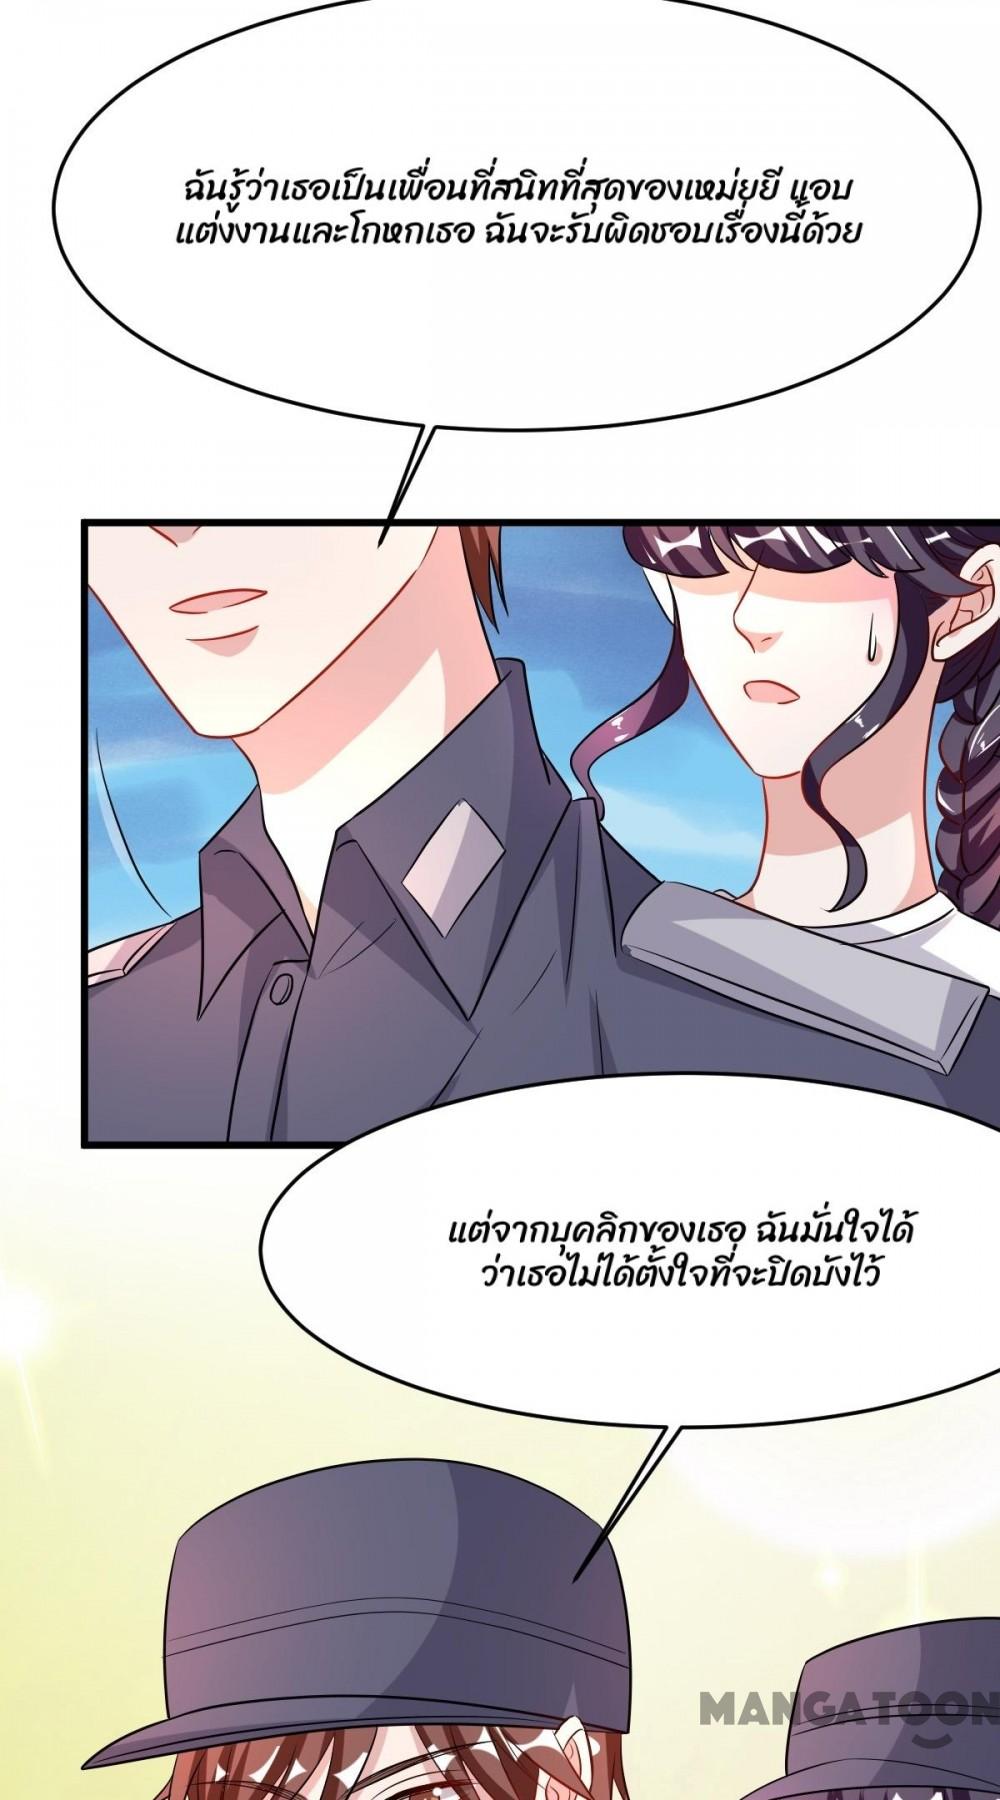 ฉันรู้ว่าเธอเป็นเพื่อนที่สนิทที่สุดของเหม่ยยี แอบ
แต่งงานและโกหกเธอ ฉันจะรับผิดชอบเรื่องนี้ด้วย
แต่จากบุคลิกของเธอ ฉันมั่นใจได้
ว่าเธอไม่ได้ตั้งใจที่จะปิดบังไว้
MANGATOON